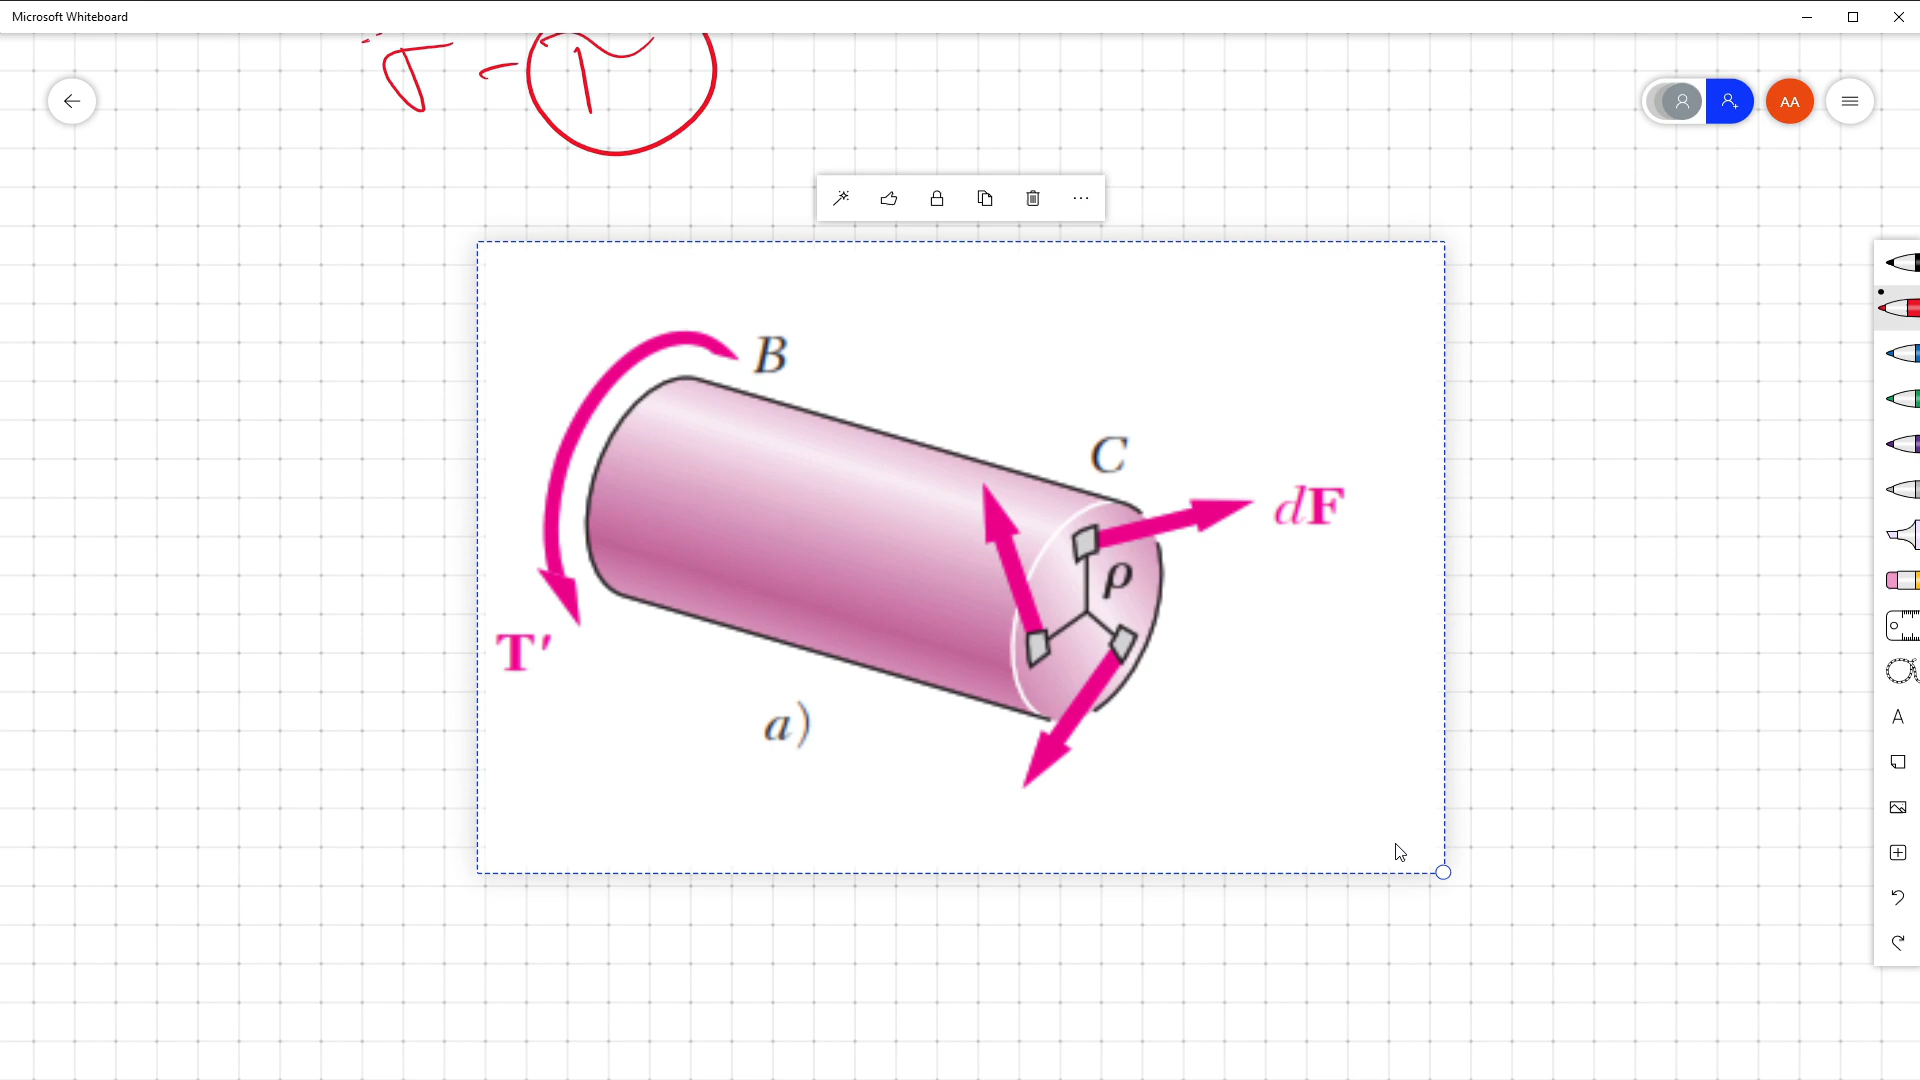 Microsoft Whiteboard
AA
B
C
dF
ρ
T′
a)
A